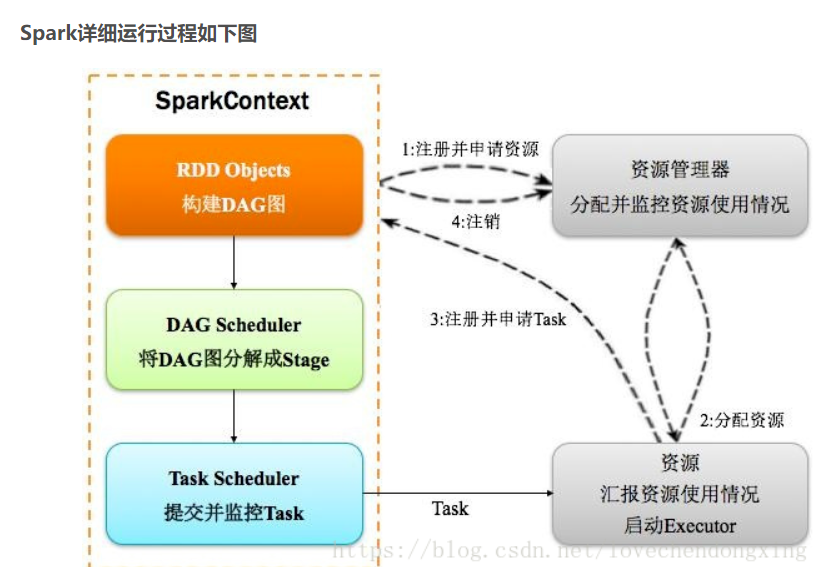 Spark详细运行过程如下图
SparkContext
RDD Objects
构建DAG图
1:注册并申请资源
资源管理器
分配并监控资源使用情况
4:注销
DAG Scheduler
将DAG图分解成Stage
3:注册并申请Task
2:分配资源
Task Scheduler
提交并监控Task
Task
资源
汇报资源使用情况
启动Executor
https://blog.csdn.net/lovechendongxing